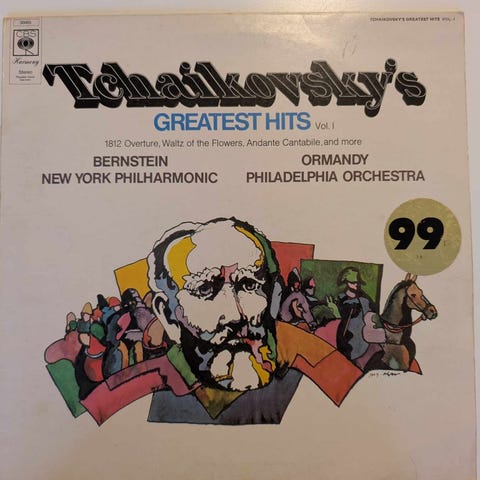 TCHAIKOVSKY'S GREATEST HITS VOL. I
CBS
Harmony
Stereo
Tchaikovsky's
GREATEST HITS Vol. I
1812 Overture, Waltz of the Flowers, Andante Cantabile, and more
BERNSTEIN
NEW YORK PHILHARMONIC
ORMANDY
PHILADELPHIA ORCHESTRA
99